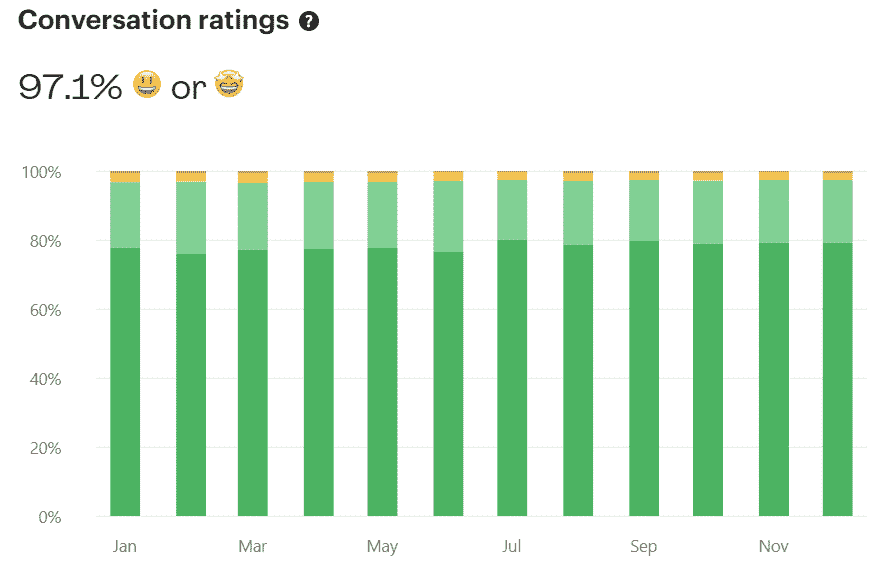 Conversation ratings ?
97.1% 😃 or 🤩
100%
80%
60%
40%
20%
0%
Jan Mar May Jul Sep Nov